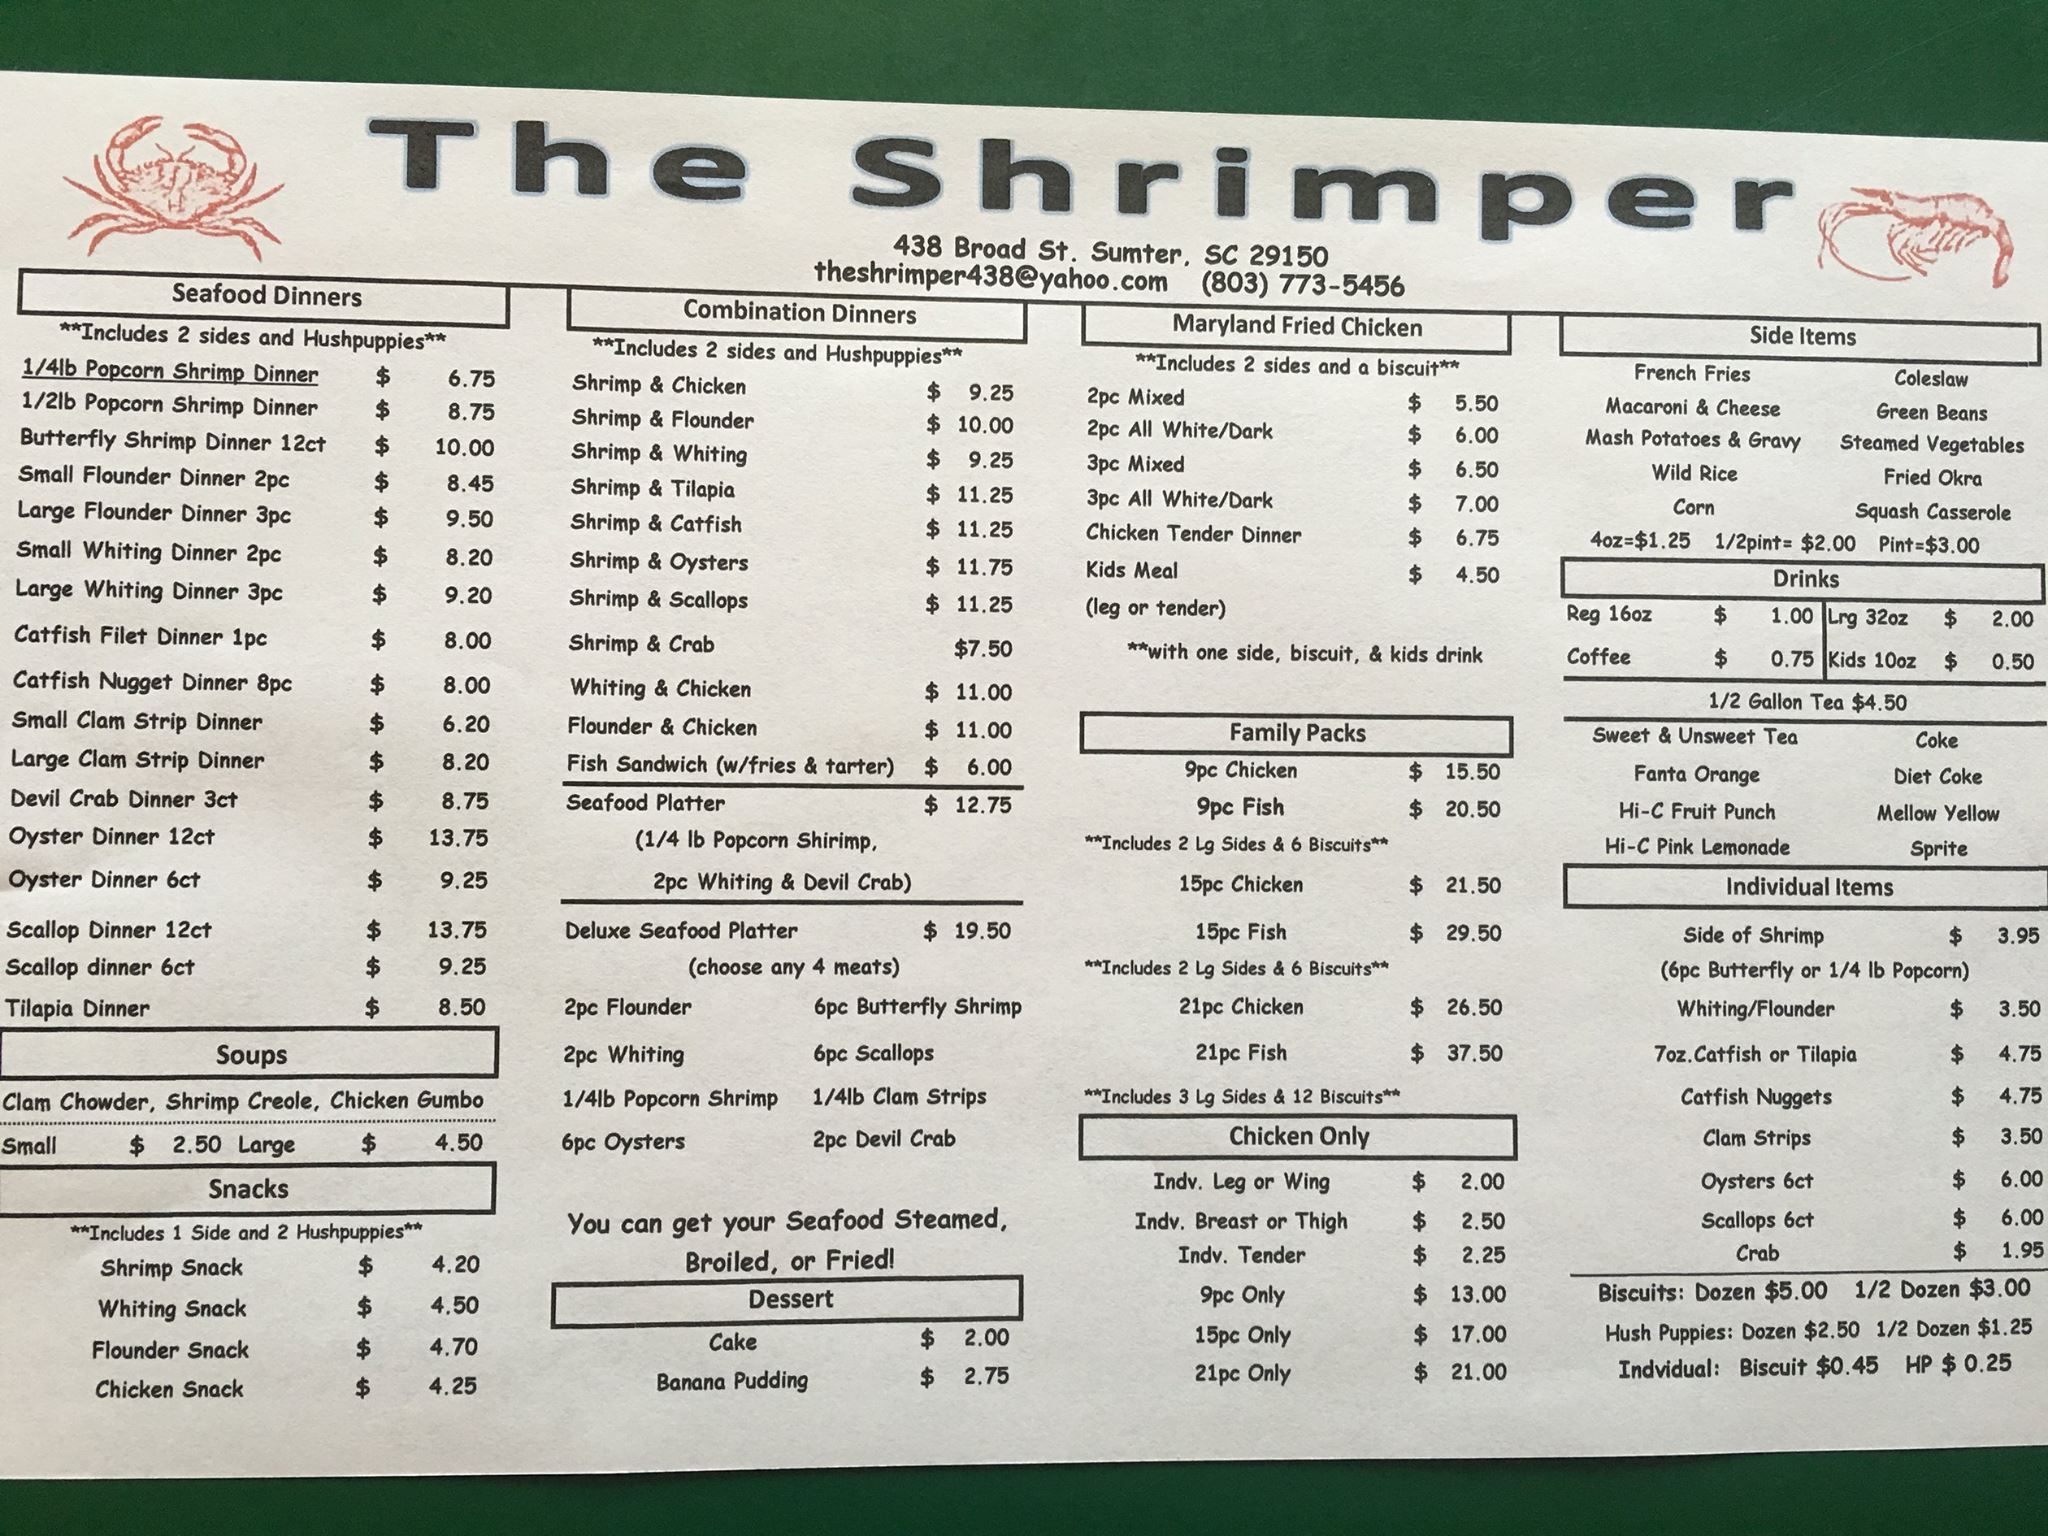 The Shrimper
438 Broad St. Sumter, SC 29150
theshrimper438@yahoo.com (803) 773-5456
Seafood Dinners
**Includes 2 sides and Hushpuppies**
1/4lb Popcorn Shrimp Dinner $ 6.75
1/2lb Popcorn Shrimp Dinner $ 8.75
Butterfly Shrimp Dinner 12ct $ 10.00
Small Flounder Dinner 2pc $ 8.45
Large Flounder Dinner 3pc $ 9.50
Small Whiting Dinner 2pc $ 8.20
Large Whiting Dinner 3pc $ 9.20
Catfish Filet Dinner 1pc $ 8.00
Catfish Nugget Dinner 8pc $ 8.00
Small Clam Strip Dinner $ 6.20
Large Clam Strip Dinner $ 8.20
Devil Crab Dinner 3ct $ 8.75
Oyster Dinner 12ct $ 13.75
Oyster Dinner 6ct $ 9.25
Scallop Dinner 12ct $ 13.75
Scallop dinner 6ct $ 9.25
Tilapia Dinner $ 8.50
Soups
Clam Chowder, Shrimp Creole, Chicken Gumbo
Small $ 2.50 Large $ 4.50
Snacks
**Includes 1 Side and 2 Hushpuppies**
Shrimp Snack $ 4.20
Whiting Snack $ 4.50
Flounder Snack $ 4.70
Chicken Snack $ 4.25
Combination Dinners
**Includes 2 sides and Hushpuppies**
Shrimp & Chicken $ 9.25
Shrimp & Flounder $ 10.00
Shrimp & Whiting $ 9.25
Shrimp & Tilapia $ 11.25
Shrimp & Catfish $ 11.25
Shrimp & Oysters $ 11.75
Shrimp & Scallops $ 11.25
Shrimp & Crab $7.50
Whiting & Chicken $ 11.00
Flounder & Chicken $ 11.00
Fish Sandwich (w/fries & tarter) $ 6.00
Seafood Platter $ 12.75
(1/4 lb Popcorn Shirimp,
2pc Whiting & Devil Crab)
Deluxe Seafood Platter $ 19.50
(choose any 4 meats)
2pc Flounder 6pc Butterfly Shrimp
2pc Whiting 6pc Scallops
1/4lb Popcorn Shrimp 1/4lb Clam Strips
6pc Oysters 2pc Devil Crab
You can get your Seafood Steamed,
Broiled, or Fried!
Dessert
Cake $ 2.00
Banana Pudding $ 2.75
Maryland Fried Chicken
**Includes 2 sides and a biscuit**
2pc Mixed $ 5.50
2pc All White/Dark $ 6.00
3pc Mixed $ 6.50
3pc All White/Dark $ 7.00
Chicken Tender Dinner $ 6.75
Kids Meal $ 4.50
(leg or tender)
**with one side, biscuit, & kids drink
Family Packs
9pc Chicken $ 15.50
9pc Fish $ 20.50
**Includes 2 Lg Sides & 6 Biscuits**
15pc Chicken $ 21.50
15pc Fish $ 29.50
**Includes 2 Lg Sides & 6 Biscuits**
21pc Chicken $ 26.50
21pc Fish $ 37.50
**Includes 3 Lg Sides & 12 Biscuits**
Chicken Only
Indv. Leg or Wing $ 2.00
Indv. Breast or Thigh $ 2.50
Indv. Tender $ 2.25
9pc Only $ 13.00
15pc Only $ 17.00
21pc Only $ 21.00
Side Items
French Fries Coleslaw
Macaroni & Cheese Green Beans
Mash Potatoes & Gravy Steamed Vegetables
Wild Rice Fried Okra
Corn Squash Casserole
4oz=$1.25 1/2pint= $2.00 Pint=$3.00
Drinks
Reg 16oz $ 1.00 Lrg 32oz $ 2.00
Coffee $ 0.75 Kids 10oz $ 0.50
1/2 Gallon Tea $4.50
Sweet & Unsweet Tea Coke
Fanta Orange Diet Coke
Hi-C Fruit Punch Mellow Yellow
Hi-C Pink Lemonade Sprite
Individual Items
Side of Shrimp $ 3.95
(6pc Butterfly or 1/4 lb Popcorn)
Whiting/Flounder $ 3.50
7oz.Catfish or Tilapia $ 4.75
Catfish Nuggets $ 4.75
Clam Strips $ 3.50
Oysters 6ct $ 6.00
Scallops 6ct $ 6.00
Crab $ 1.95
Biscuits: Dozen $5.00 1/2 Dozen $3.00
Hush Puppies: Dozen $2.50 1/2 Dozen $1.25
Indvidual: Biscuit $0.45 HP $ 0.25